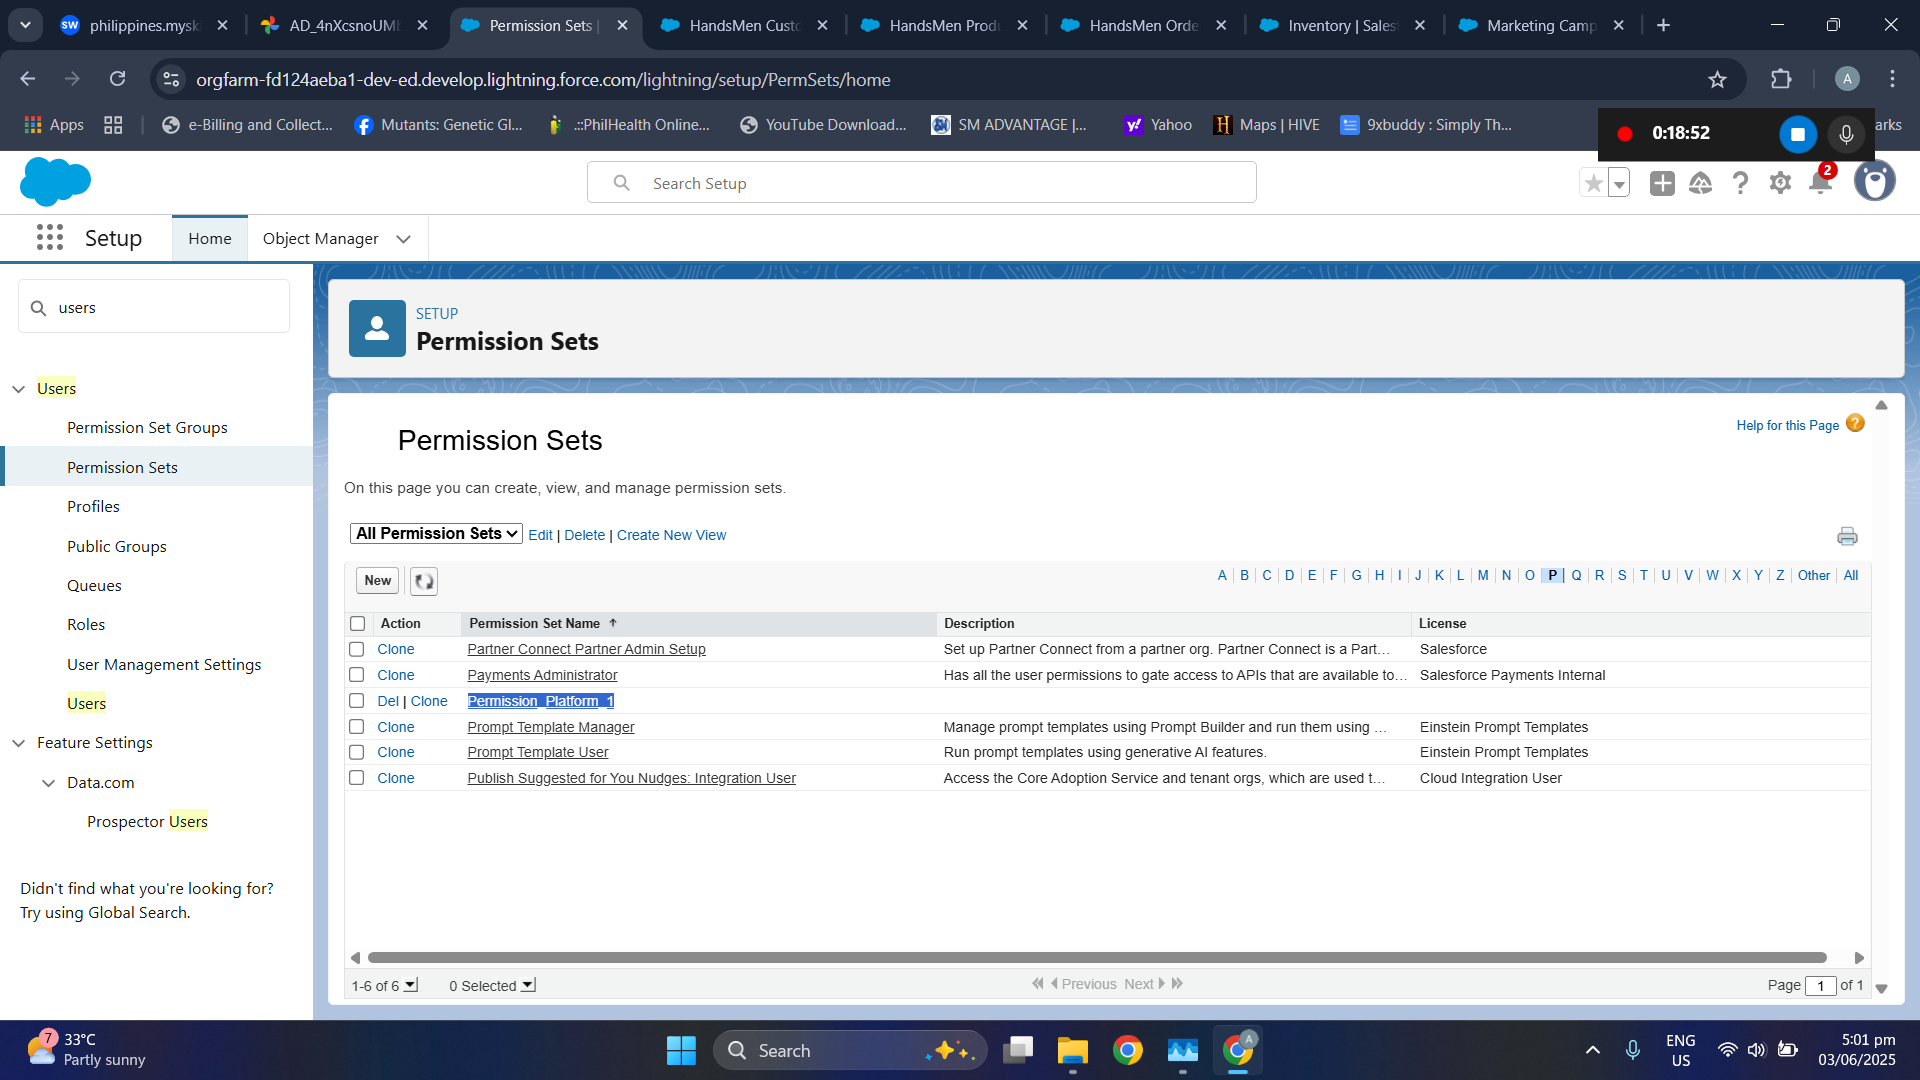 philippines.mysk
AD_4nXcsnoUM
Permission Sets |
HandsMen Custo
HandsMen Produ
HandsMen Orde
Inventory | Sales
Marketing Camp
orgfarm-fd124aeba1-dev-ed.develop.lightning.force.com/lightning/setup/PermSets/home
A
Apps
e-Billing and Collect...
Mutants: Genetic Gl...
.::PhilHealth Online...
YouTube Download...
SM ADVANTAGE |...
Yahoo
Maps | HIVE
9xbuddy : Simply Th...
arks
0:18:52
Search Setup
2
Setup
Home
Object Manager
users
Users
Permission Set Groups
Permission Sets
Profiles
Public Groups
Queues
Roles
User Management Settings
Users
Feature Settings
Data.com
Prospector Users
Didn't find what you're looking for?
Try using Global Search.
SETUP
Permission Sets
Permission Sets
Help for this Page
On this page you can create, view, and manage permission sets.
All Permission Sets Edit | Delete | Create New View
New
A | B | C | D | E | F | G | H | I | J | K | L | M | N | O | P | Q | R | S | T | U | V | W | X | Y | Z | Other | All
Action Permission Set Name ↑ Description License
Clone Partner Connect Partner Admin Setup Set up Partner Connect from a partner org. Partner Connect is a Part... Salesforce
Clone Payments Administrator Has all the user permissions to gate access to APIs that are available to... Salesforce Payments Internal
Del | Clone Permission_Platform_1
Clone Prompt Template Manager Manage prompt templates using Prompt Builder and run them using ... Einstein Prompt Templates
Clone Prompt Template User Run prompt templates using generative AI features. Einstein Prompt Templates
Clone Publish Suggested for You Nudges: Integration User Access the Core Adoption Service and tenant orgs, which are used t... Cloud Integration User
1-6 of 6 0 Selected Previous Next Page 1 of 1
7
33°C
Partly sunny
Search
A
ENG
US
5:01 pm
03/06/2025